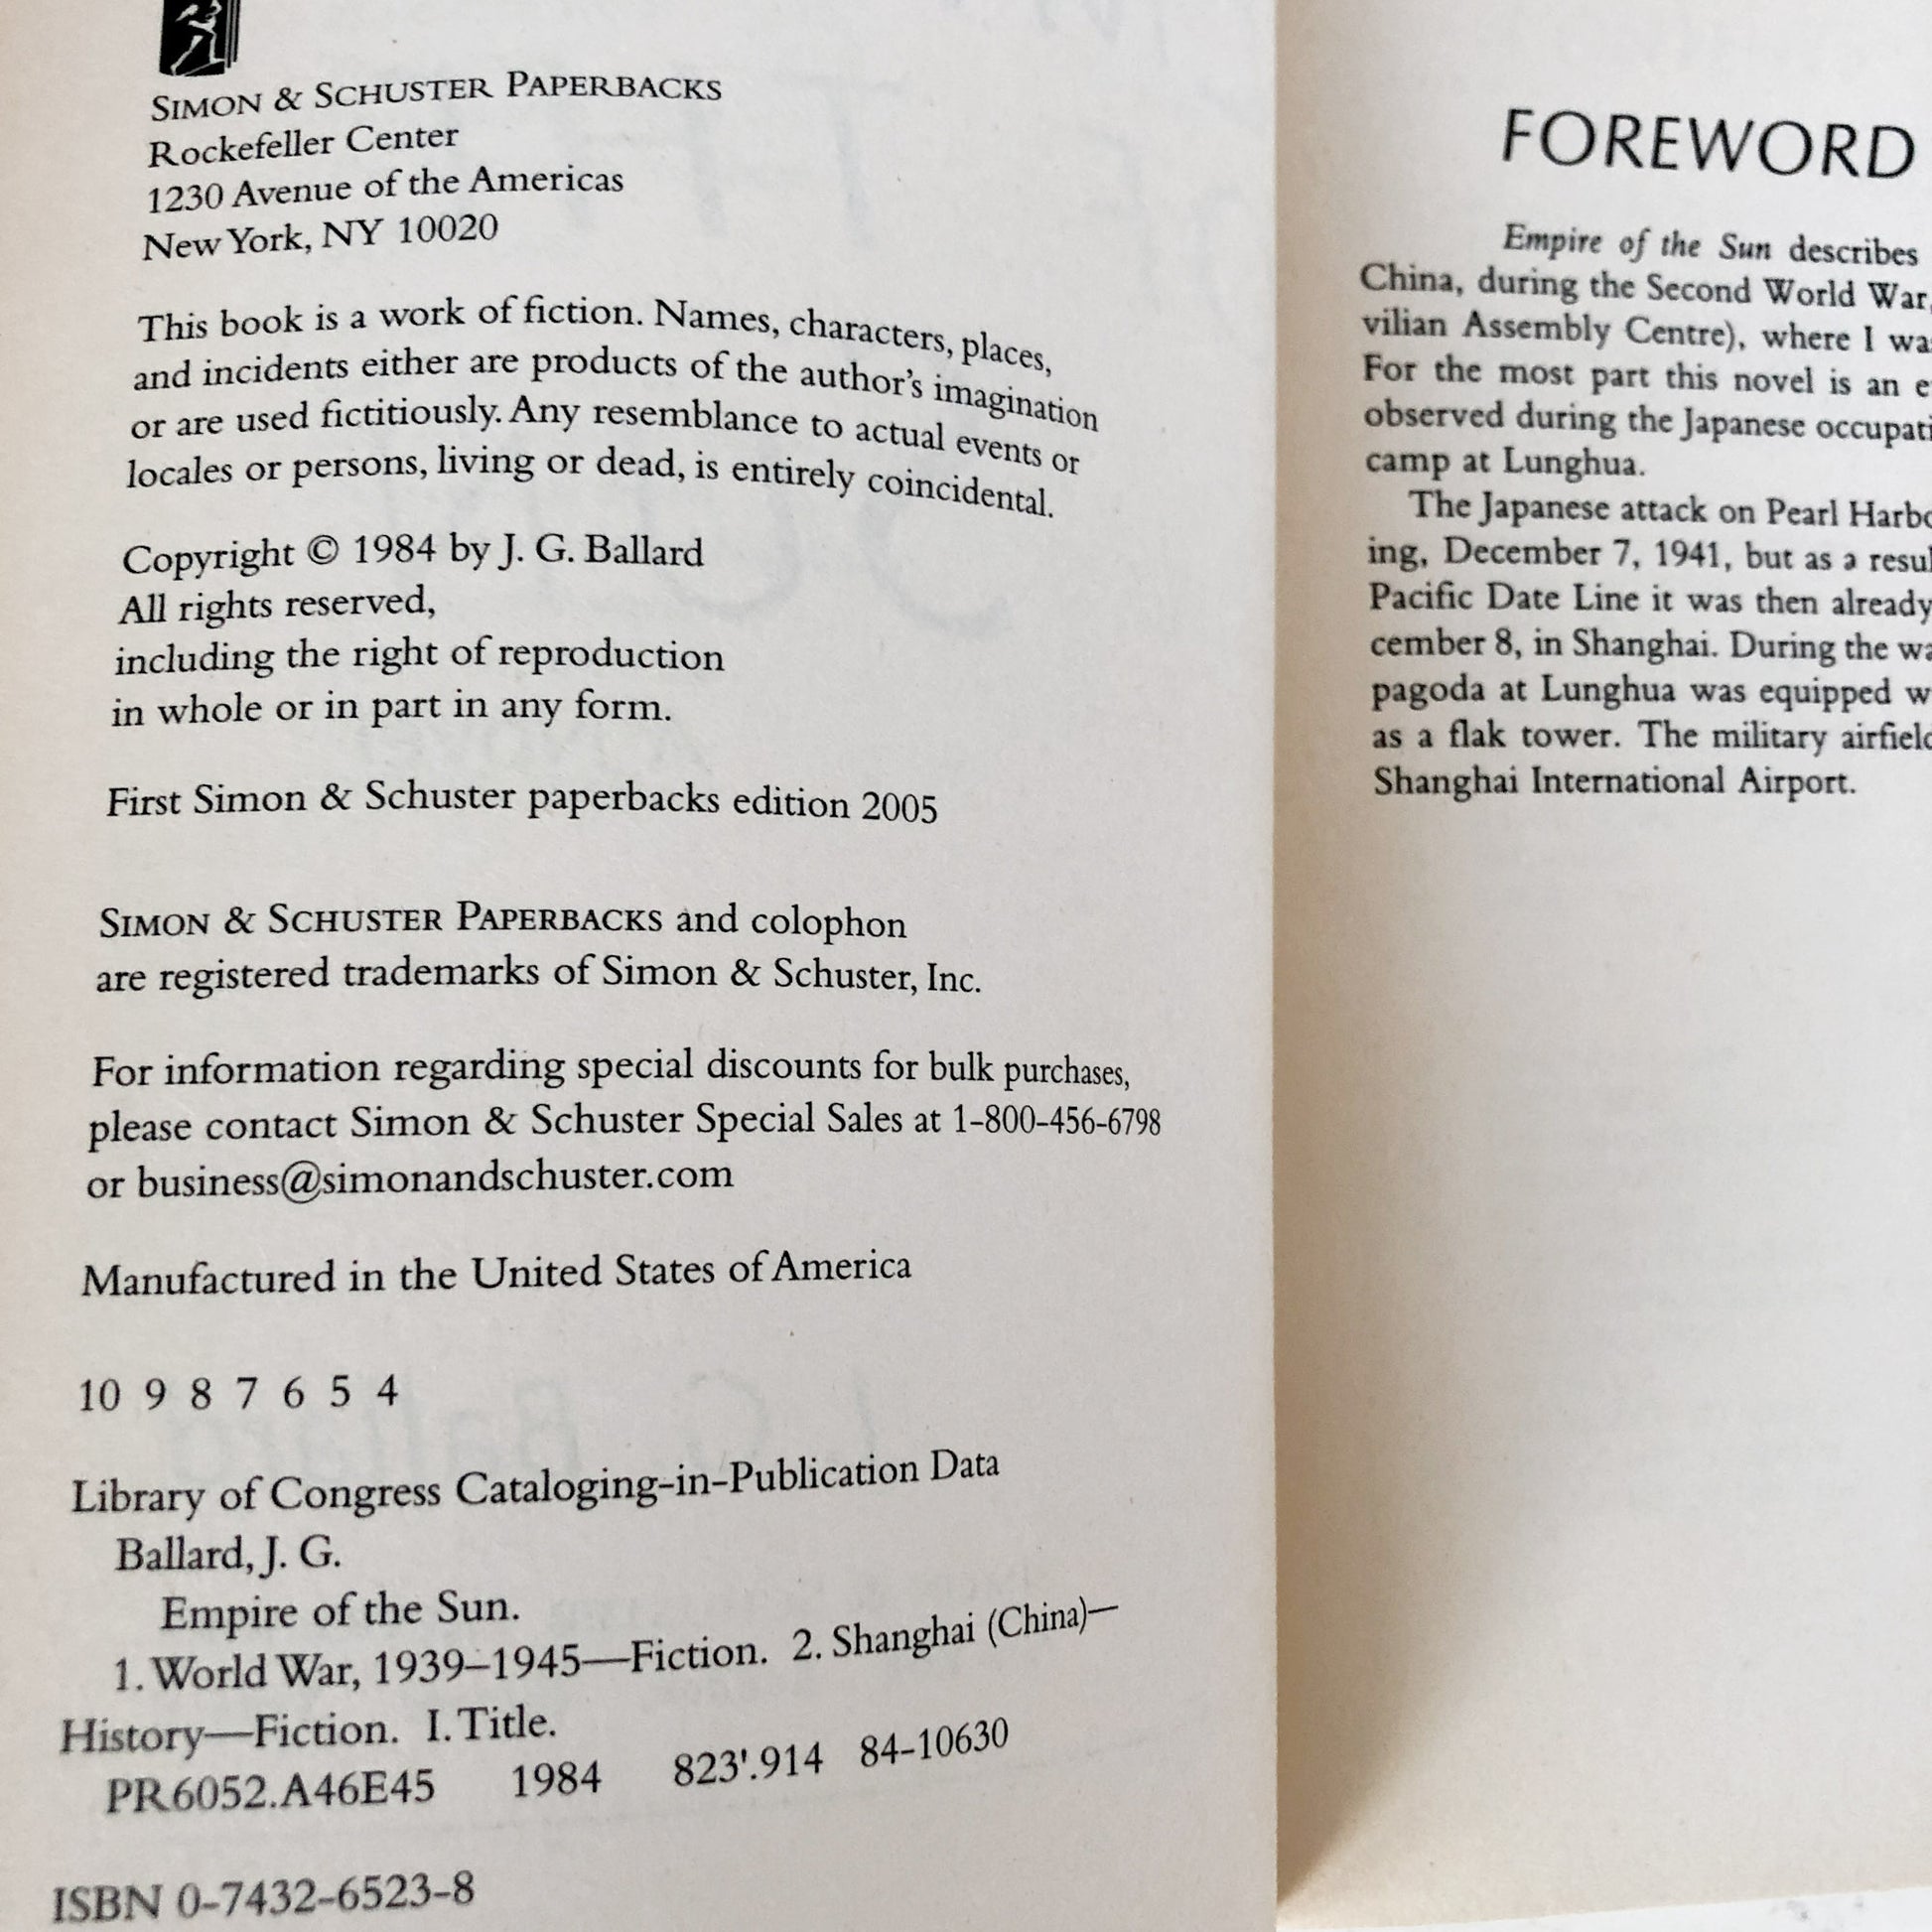 SIMON & SCHUSTER PAPERBACKS
Rockefeller Center
1230 Avenue of the Americas
New York, NY 10020
This book is a work of fiction. Names, characters, places,
and incidents either are products of the author's imagination
or are used fictitiously. Any resemblance to actual events or
locales or persons, living or dead, is entirely coincidental.
Copyright © 1984 by J. G. Ballard
All rights reserved,
including the right of reproduction
in whole or in part in any form.
First Simon & Schuster paperbacks edition 2005
SIMON & SCHUSTER PAPERBACKS and colophon
are registered trademarks of Simon & Schuster, Inc.
For information regarding special discounts for bulk purchases,
please contact Simon & Schuster Special Sales at 1-800-456-6798
or business@simonandschuster.com
Manufactured in the United States of America
10 9 8 7 6 5 4
Library of Congress Cataloging-in-Publication Data
Ballard, J. G.
Empire of the Sun.
1. World War, 1939–1945—Fiction. 2. Shanghai (China)—
History—Fiction. I. Title.
PR6052.A46E45 1984 823'.914 84-10630
ISBN 0-7432-6523-8
FOREWORD
Empire of the Sun describes
China, during the Second World War,
vilian Assembly Centre), where I
For the most part this novel is an
observed during the Japanese
camp at Lunghua.
The Japanese attack on Pearl
ing, December 7, 1941, but as a
Pacific Date Line it was then already
cember 8, in Shanghai. During the
pagoda at Lunghua was equipped
as a flak tower. The military
Shanghai International Airport.